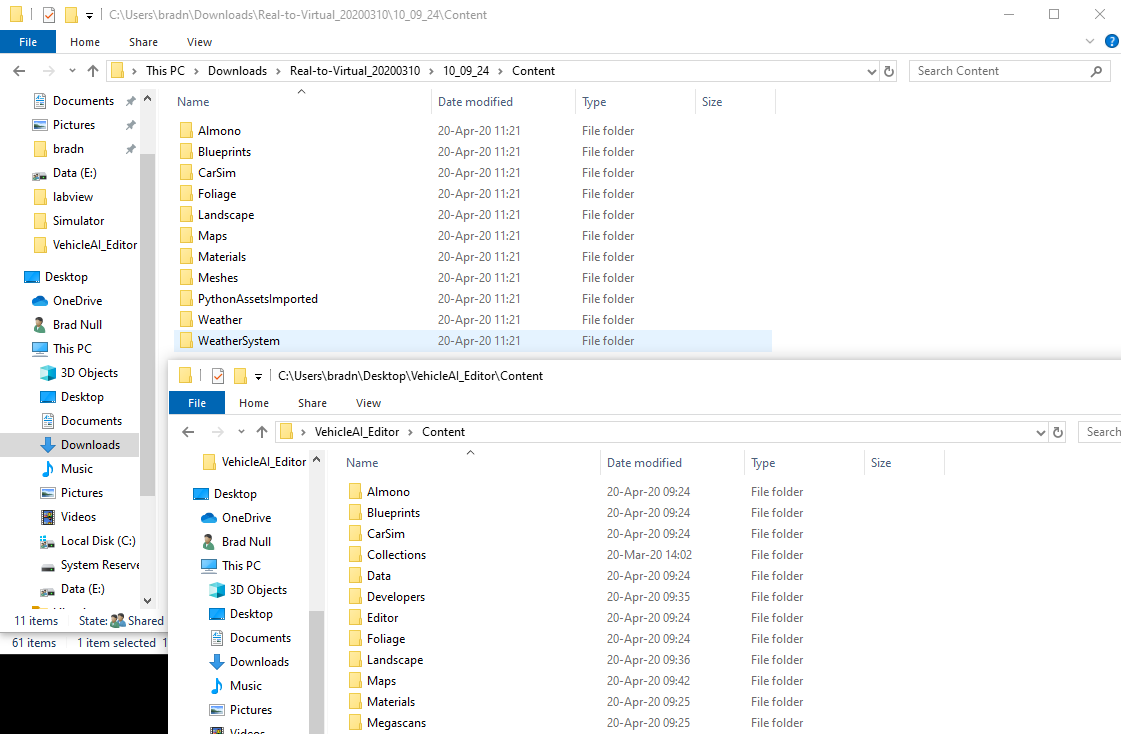 C:\Users\bradn\Downloads\Real-to-Virtual_20200310\10_09_24\Content
File Home Share View
This PC Downloads Real-to-Virtual_20200310 10_09_24 Content Search Content
Documents
Pictures
bradn
Data (E:)
labview
Simulator
VehicleAI_Editor
Desktop
OneDrive
Brad Null
This PC
3D Objects
Desktop
Documents
Downloads
Music
Pictures
Videos
Local Disk (C:)
System Reserve
Data (E:)
Name Date modified Type Size
Almono 20-Apr-20 11:21 File folder
Blueprints 20-Apr-20 11:21 File folder
CarSim 20-Apr-20 11:21 File folder
Foliage 20-Apr-20 11:21 File folder
Landscape 20-Apr-20 11:21 File folder
Maps 20-Apr-20 11:21 File folder
Materials 20-Apr-20 11:21 File folder
Meshes 20-Apr-20 11:21 File folder
PythonAssetsImported 20-Apr-20 11:21 File folder
Weather 20-Apr-20 11:21 File folder
WeatherSystem 20-Apr-20 11:21 File folder
11 items State: Shared
61 items 1 item selected 1
C:\Users\bradn\Desktop\VehicleAI_Editor\Content
File Home Share View
VehicleAI_Editor Content Search
VehicleAI_Editor
Desktop
OneDrive
Brad Null
This PC
3D Objects
Desktop
Documents
Downloads
Music
Pictures
Videos
Name Date modified Type Size
Almono 20-Apr-20 09:24 File folder
Blueprints 20-Apr-20 09:24 File folder
CarSim 20-Apr-20 09:24 File folder
Collections 20-Mar-20 14:02 File folder
Data 20-Apr-20 09:24 File folder
Developers 20-Apr-20 09:35 File folder
Editor 20-Apr-20 09:24 File folder
Foliage 20-Apr-20 09:24 File folder
Landscape 20-Apr-20 09:36 File folder
Maps 20-Apr-20 09:42 File folder
Materials 20-Apr-20 09:25 File folder
Megascans 20-Apr-20 09:25 File folder